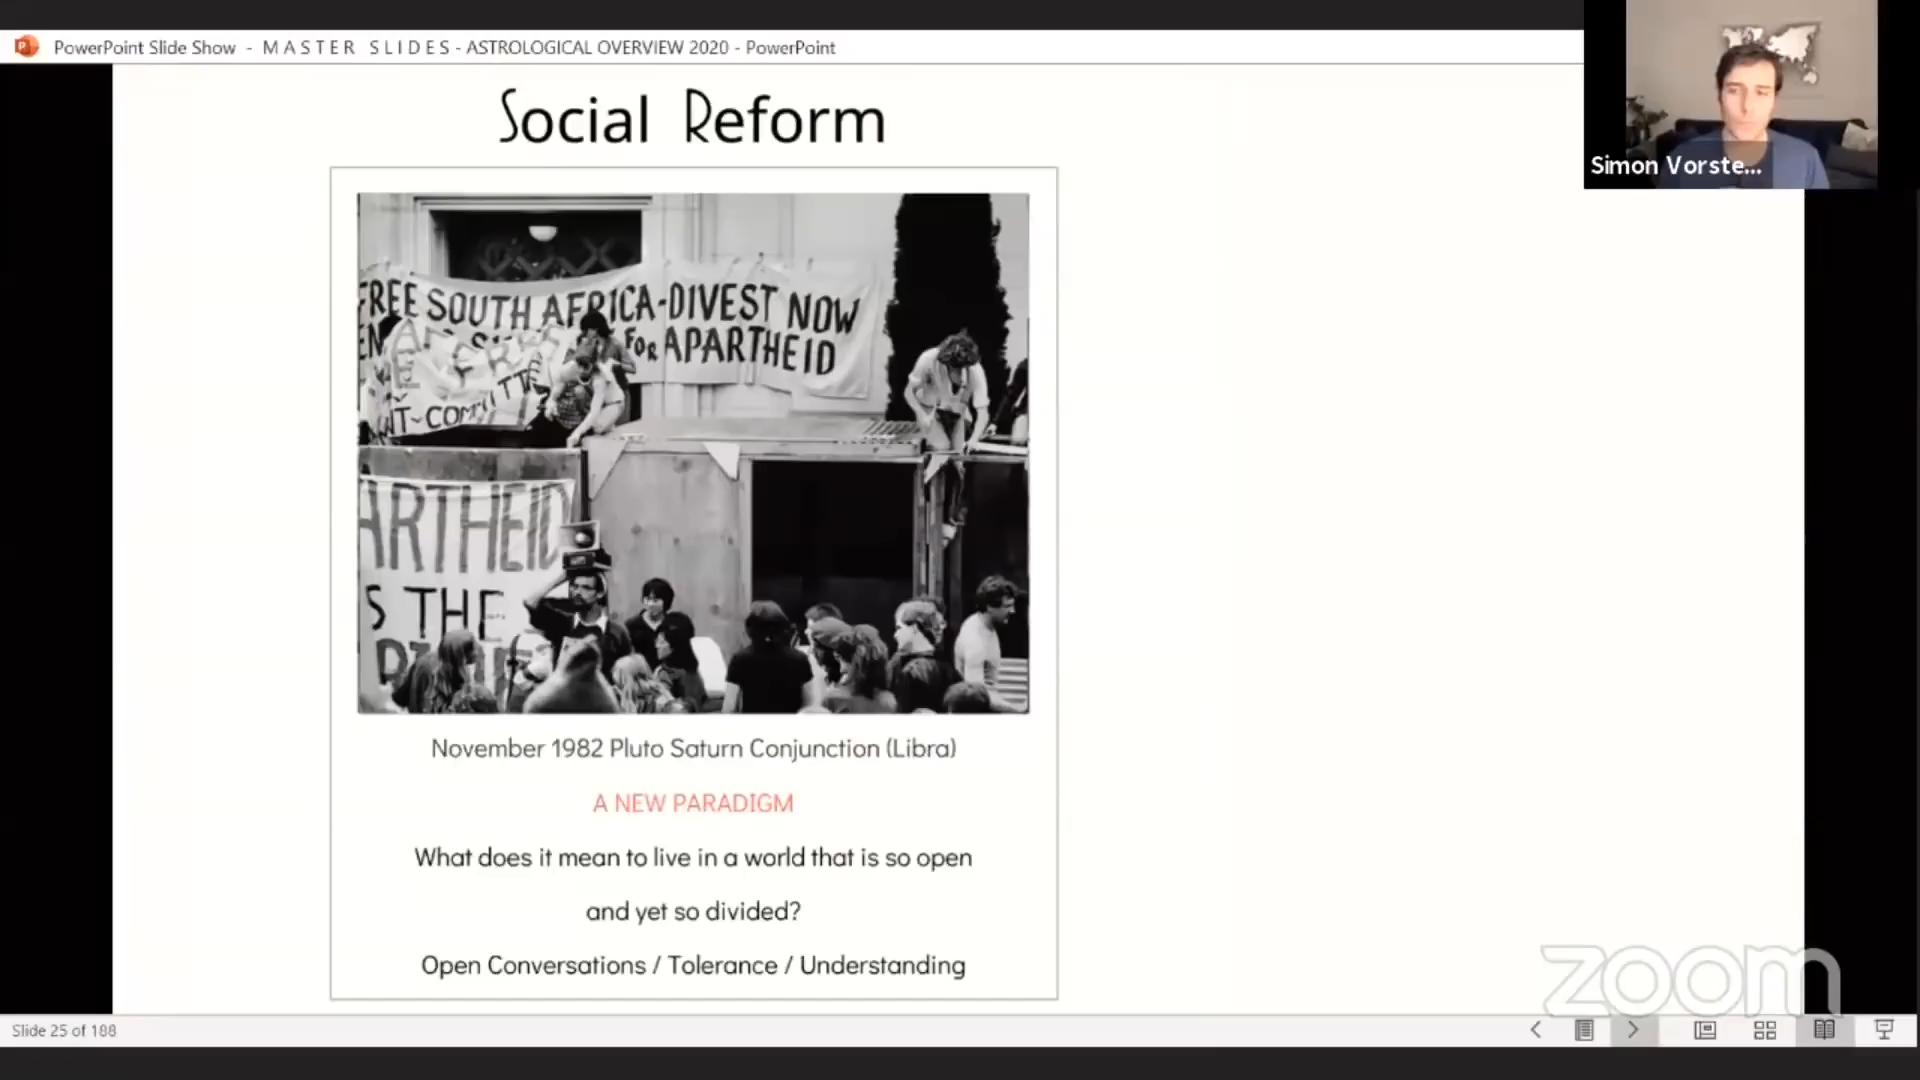 PowerPoint Slide Show - M A S T E R S L I D E S - ASTROLOGICAL OVERVIEW 2020 - PowerPoint
Simon Vorste...
Social Reform
FREE SOUTH AFRICA-DIVEST NOW
FOR APARTHEID
ARTHEID
S THE
November 1982 Pluto Saturn Conjunction (Libra)
A NEW PARADIGM
What does it mean to live in a world that is so open
and yet so divided?
Open Conversations / Tolerance / Understanding
zoom
Slide 25 of 188